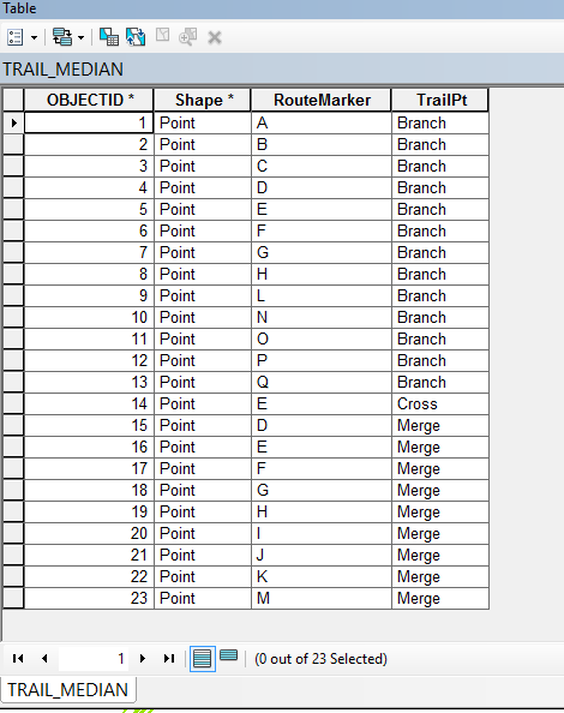 Table
TRAIL_MEDIAN
OBJECTID * Shape * RouteMarker TrailPt
1 Point A Branch
2 Point B Branch
3 Point C Branch
4 Point D Branch
5 Point E Branch
6 Point F Branch
7 Point G Branch
8 Point H Branch
9 Point L Branch
10 Point N Branch
11 Point O Branch
12 Point P Branch
13 Point Q Branch
14 Point E Cross
15 Point D Merge
16 Point E Merge
17 Point F Merge
18 Point G Merge
19 Point H Merge
20 Point I Merge
21 Point J Merge
22 Point K Merge
23 Point M Merge
1 (0 out of 23 Selected)
TRAIL_MEDIAN